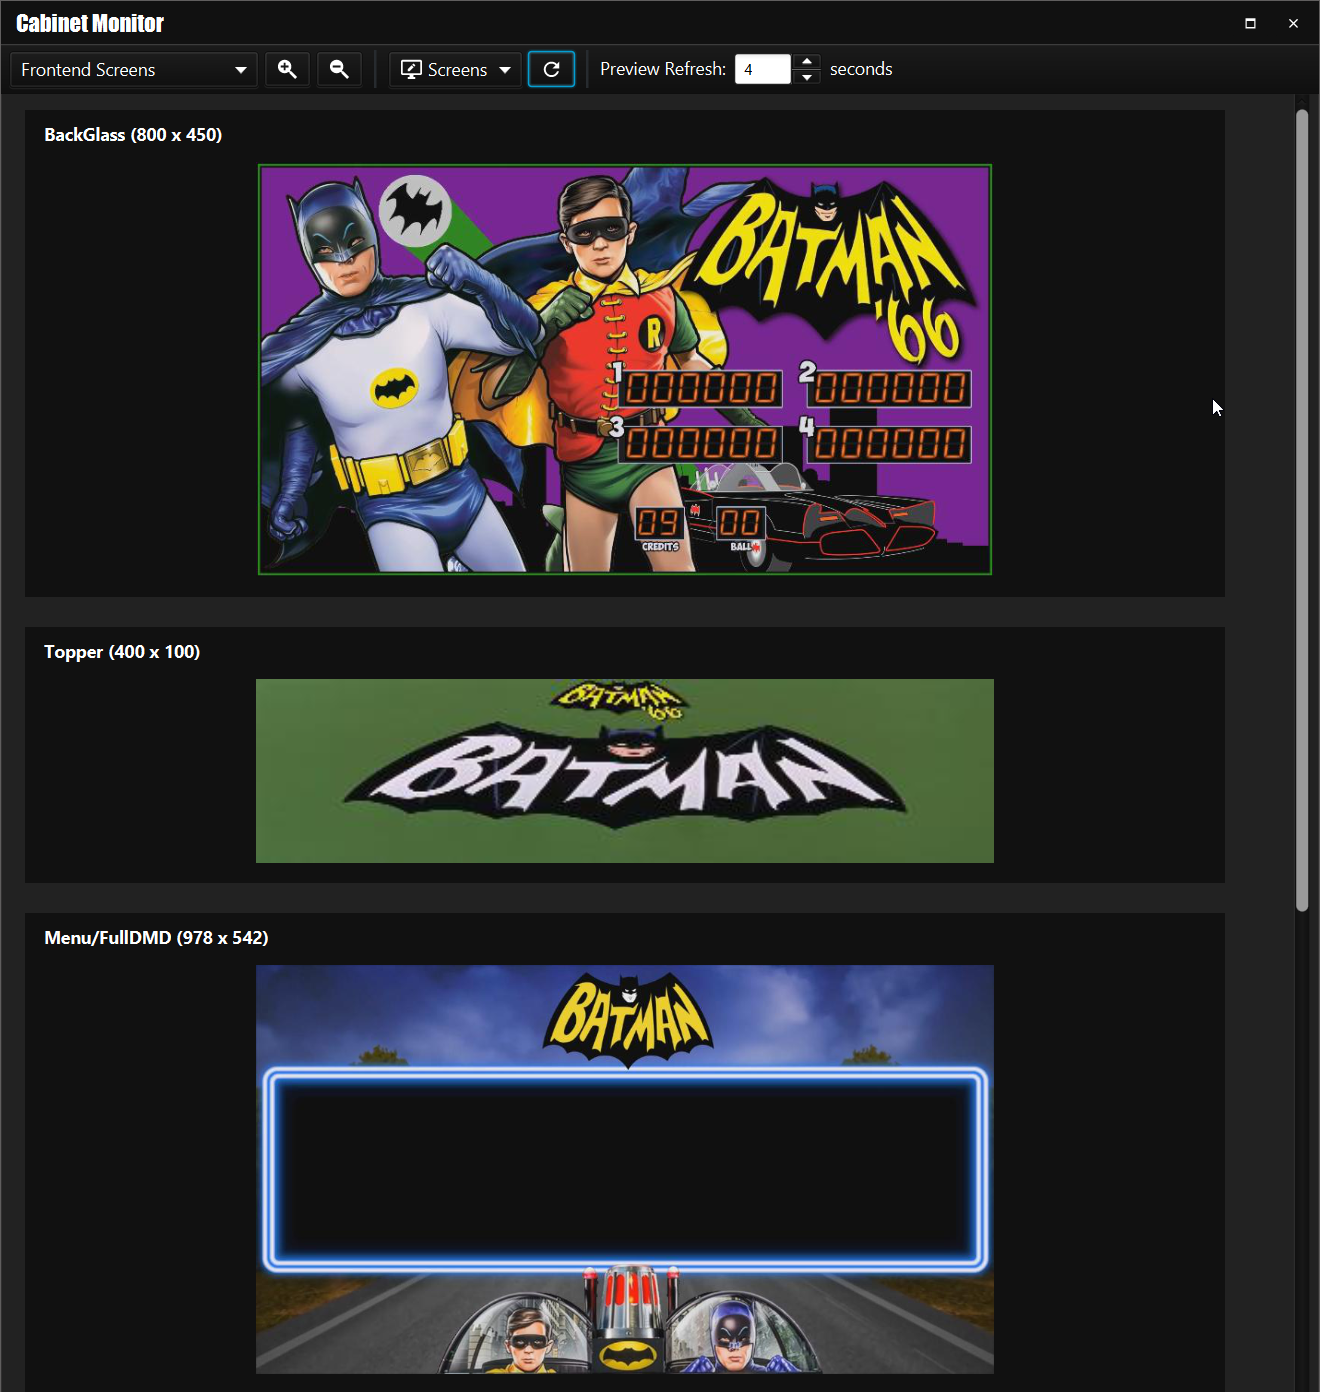 Cabinet Monitor
Frontend Screens
Screens
Preview Refresh: 4 seconds
BackGlass (800 x 450)
BATMAN
'66
R
1 000000 2 000000
3 000000 4 000000
09 00
CREDITS BALL
Topper (400 x 100)
BATMAN
'66
BATMAN
Menu/FullDMD (978 x 542)
BATMAN